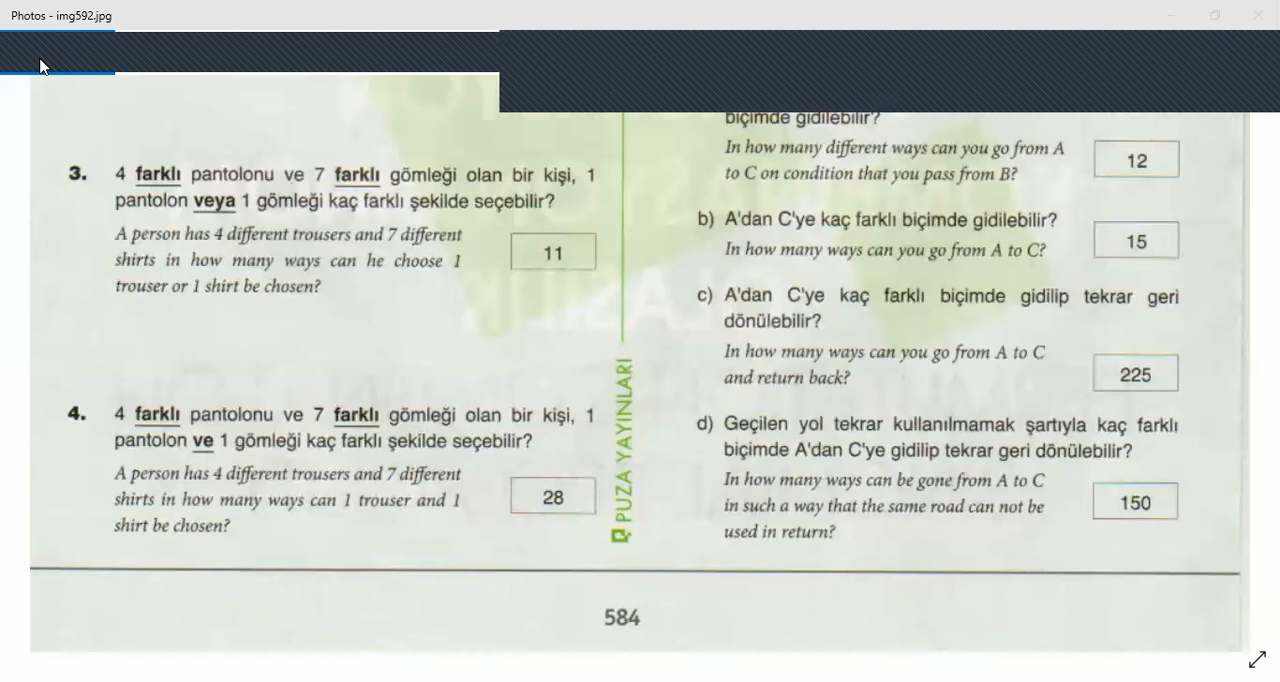 Photos - img592.jpg
3. 4 farklı pantolonu ve 7 farklı gömleği olan bir kişi, 1
pantolon veya 1 gömleği kaç farklı şekilde seçebilir?
A person has 4 different trousers and 7 different
shirts in how many ways can he choose 1
trouser or 1 shirt be chosen?
11
4. 4 farklı pantolonu ve 7 farklı gömleği olan bir kişi, 1
pantolon ve 1 gömleği kaç farklı şekilde seçebilir?
A person has 4 different trousers and 7 different
shirts in how many ways can 1 trouser and 1
shirt be chosen?
28
PUZA YAYINLARI
biçimde gidilebilir?
In how many different ways can you go from A
to C on condition that you pass from B?
12
b) A'dan C'ye kaç farklı biçimde gidilebilir?
In how many ways can you go from A to C?
15
c) A'dan C'ye kaç farklı biçimde gidilip tekrar geri
dönülebilir?
In how many ways can you go from A to C
and return back?
225
d) Geçilen yol tekrar kullanılmamak şartıyla kaç farklı
biçimde A'dan C'ye gidilip tekrar geri dönülebilir?
In how many ways can be gone from A to C
in such a way that the same road can not be
used in return?
150
584